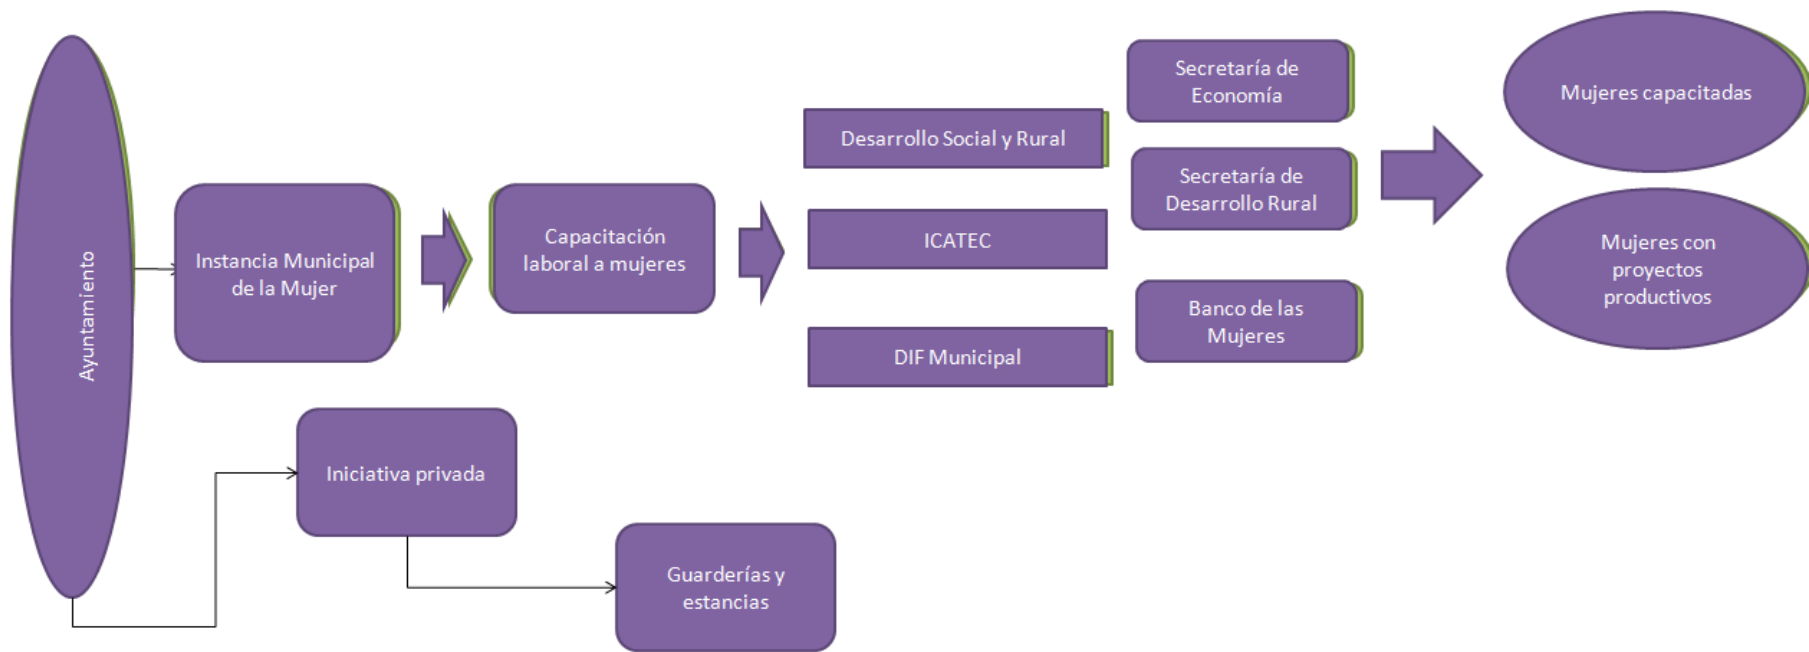 Ayuntamiento
Instancia Municipal
de la Mujer
Capacitación
laboral a mujeres
Desarrollo Social y Rural
ICATEC
DIF Municipal
Secretaría de
Economía
Secretaría de
Desarrollo Rural
Banco de las
Mujeres
Mujeres capacitadas
Mujeres con
proyectos
productivos
Iniciativa privada
Guarderías y
estancias